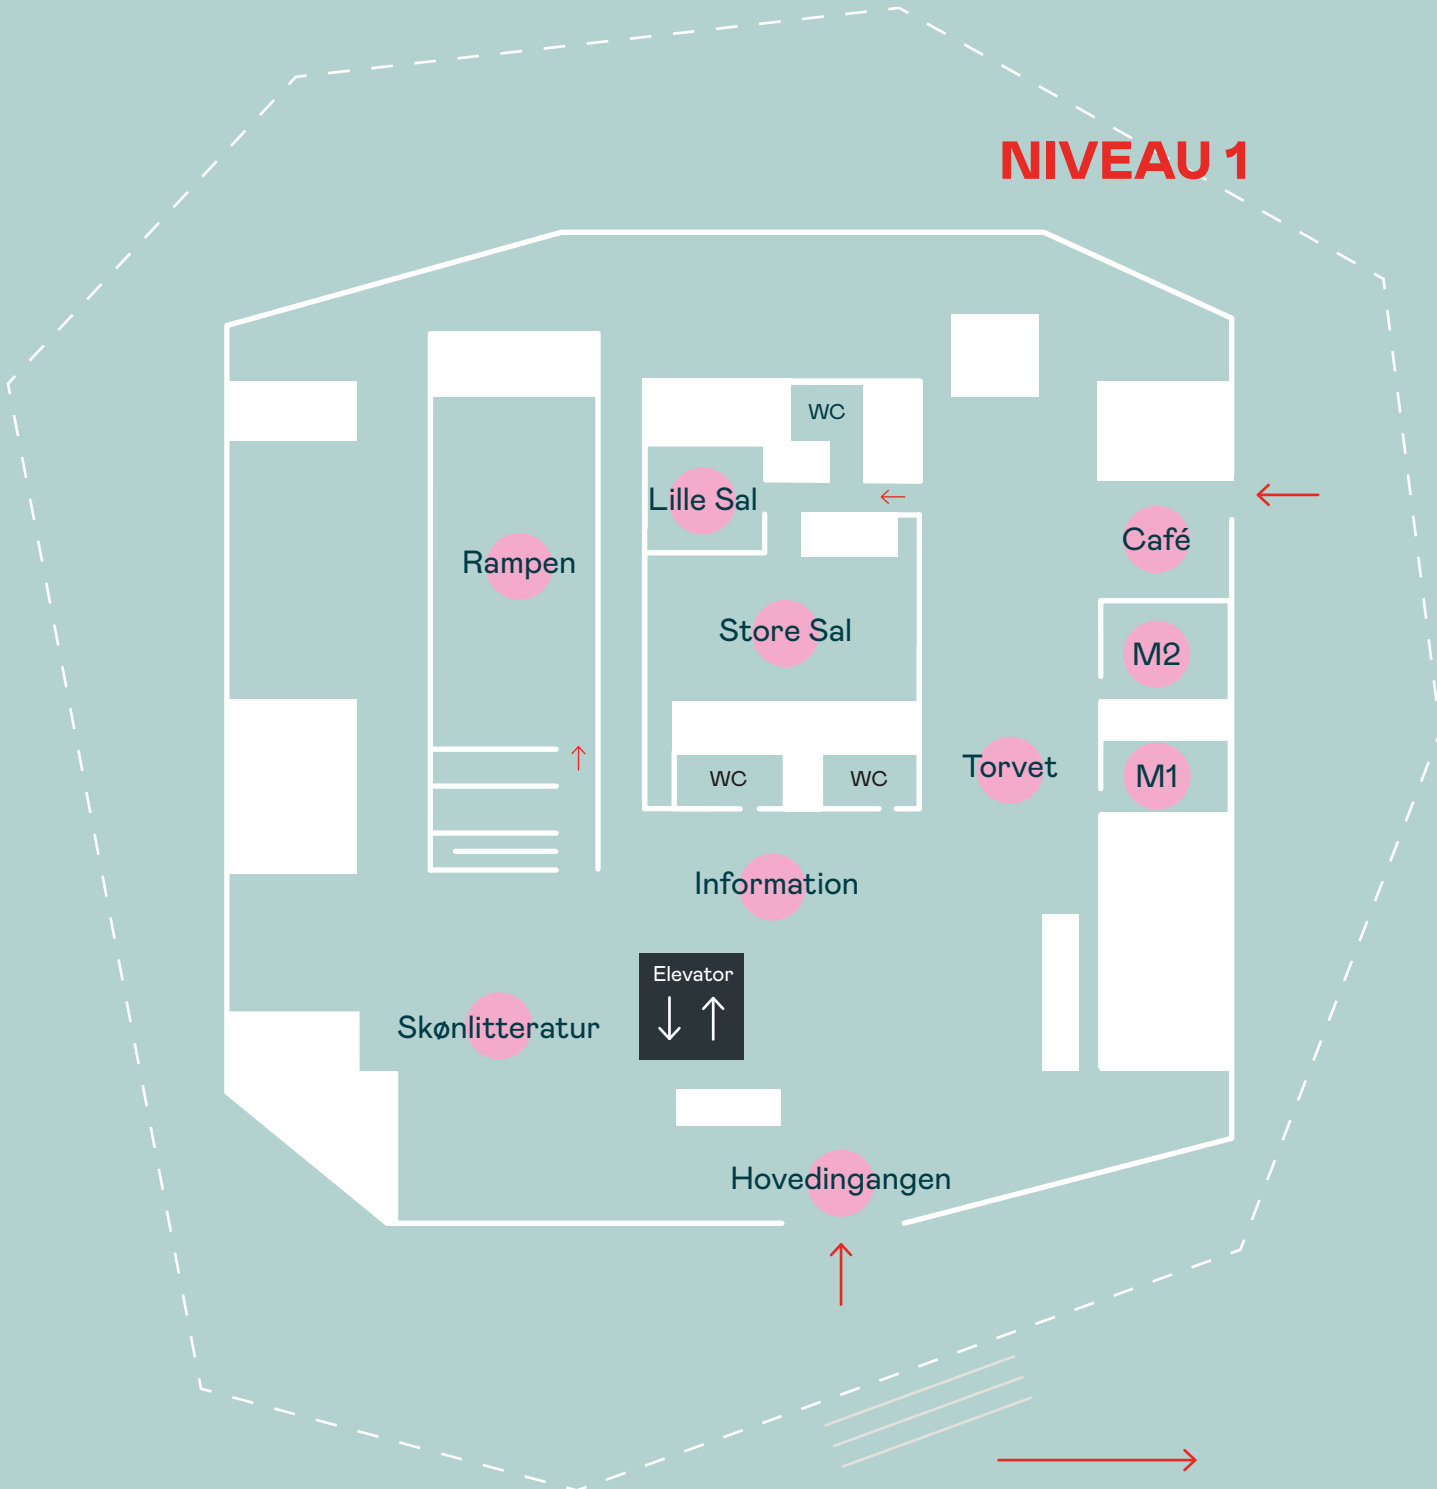 NIVEAU 1
WC
Lille Sal
Café
Rampen
Store Sal
M2
Torvet
M1
WC
WC
Information
Elevator
Skønlitteratur
Hovedingangen